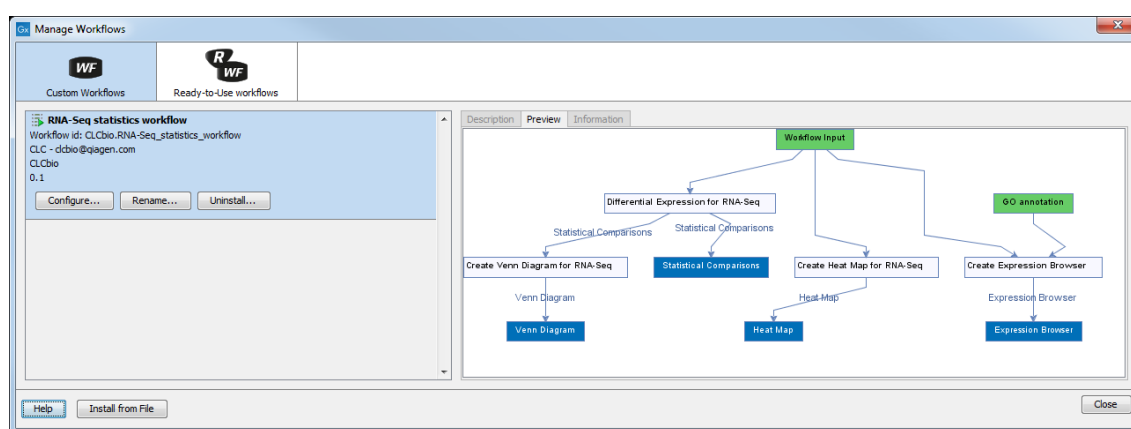 Gx Manage Workflows
WF
Custom Workflows
R
WF
Ready-to-Use workflows
RNA-Seq statistics workflow
Workflow id: CLCbio.RNA-Seq_statistics_workflow
CLC - clcbio@qiagen.com
CLCbio
0.1
Configure... Rename... Uninstall...
Description Preview Information
Workflow Input
Differential Expression for RNA-Seq
GO annotation
Statistical Comparisons
Statistical Comparisons
Create Venn Diagram for RNA-Seq
Statistical Comparisons
Create Heat Map for RNA-Seq
Create Expression Browser
Venn Diagram
Heat Map
Expression Browser
Venn Diagram
Heat Map
Expression Browser
Help Install from File Close